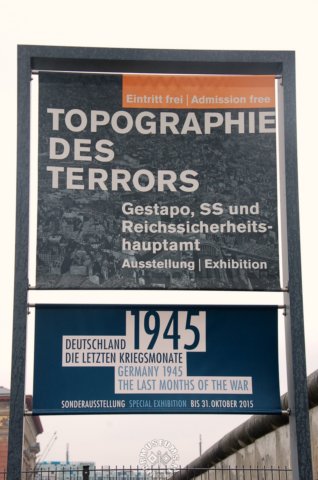 Eintritt frei | Admission free
TOPOGRAPHIE
DES
TERRORS
Gestapo, SS und
Reichssicherheits-
hauptamt
Ausstellung | Exhibition
1945
DEUTSCHLAND
DIE LETZTEN KRIEGSMONATE
GERMANY 1945
THE LAST MONTHS OF THE WAR
SONDERAUSSTELLUNG SPECIAL EXHIBITION BIS 31. OKTOBER 2015